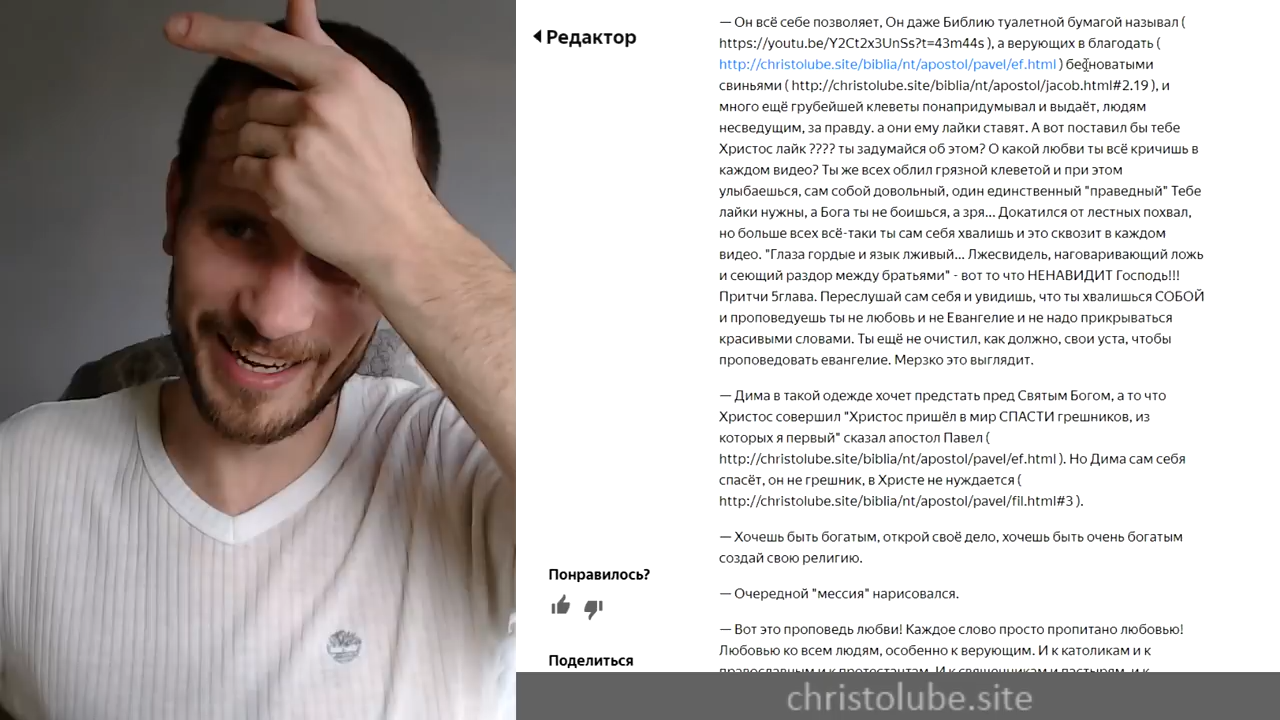 Редактор
— Он всё себе позволяет, Он даже Библию туалетной бумагой называл (
https://youtu.be/Y2Ct2x3UnSs?t=43m44s ), а верующих в благодать (
http://christolube.site/biblia/nt/apostol/pavel/ef.html ) бесноватыми
свиньями ( http://christolube.site/biblia/nt/apostol/jacob.html#2.19 ), и
много ещё грубейшей клеветы понапридумывал и выдаёт, людям
несведущим, за правду. а они ему лайки ставят. А вот поставил бы тебе
Христос лайк ???? ты задумайся об этом? О какой любви ты всё кричишь в
каждом видео? Ты же всех облил грязной клеветой и при этом
улыбаешься, сам собой довольный, один единственный "праведный" Тебе
лайки нужны, а Бога ты не боишься, а зря... Докатился от лестных похвал,
но больше всех всё-таки ты сам себя хвалишь и это сквозит в каждом
видео. "Глаза гордые и язык лживый... Лжесвидель, наговаривающий ложь
и сеющий раздор между братьями" - вот то что НЕНАВИДИТ Господь!!!
Притчи 5глава. Переслушай сам себя и увидишь, что ты хвалишься СОБОЙ
и проповедуешь ты не любовь и не Евангелие и не надо прикрываться
красивыми словами. Ты ещё не очистил, как должно, свои уста, чтобы
проповедовать евангелие. Мерзко это выглядит.
— Дима в такой одежде хочет предстать пред Святым Богом, а то что
Христос совершил "Христос пришёл в мир СПАСТИ грешников, из
которых я первый" сказал апостол Павел (
http://christolube.site/biblia/nt/apostol/pavel/ef.html ). Но Дима сам себя
спасёт, он не грешник, в Христе не нуждается (
http://christolube.site/biblia/nt/apostol/pavel/fil.html#3 ).
— Хочешь быть богатым, открой своё дело, хочешь быть очень богатым
создай свою религию.
— Очередной "мессия" нарисовался.
— Вот это проповедь любви! Каждое слово просто пропитано любовью!
Любовью ко всем людям, особенно к верующим. И к католикам и к
православным и к протестантам. И к священникам и пастырям, и к
Понравилось?
Поделиться
christolube.site